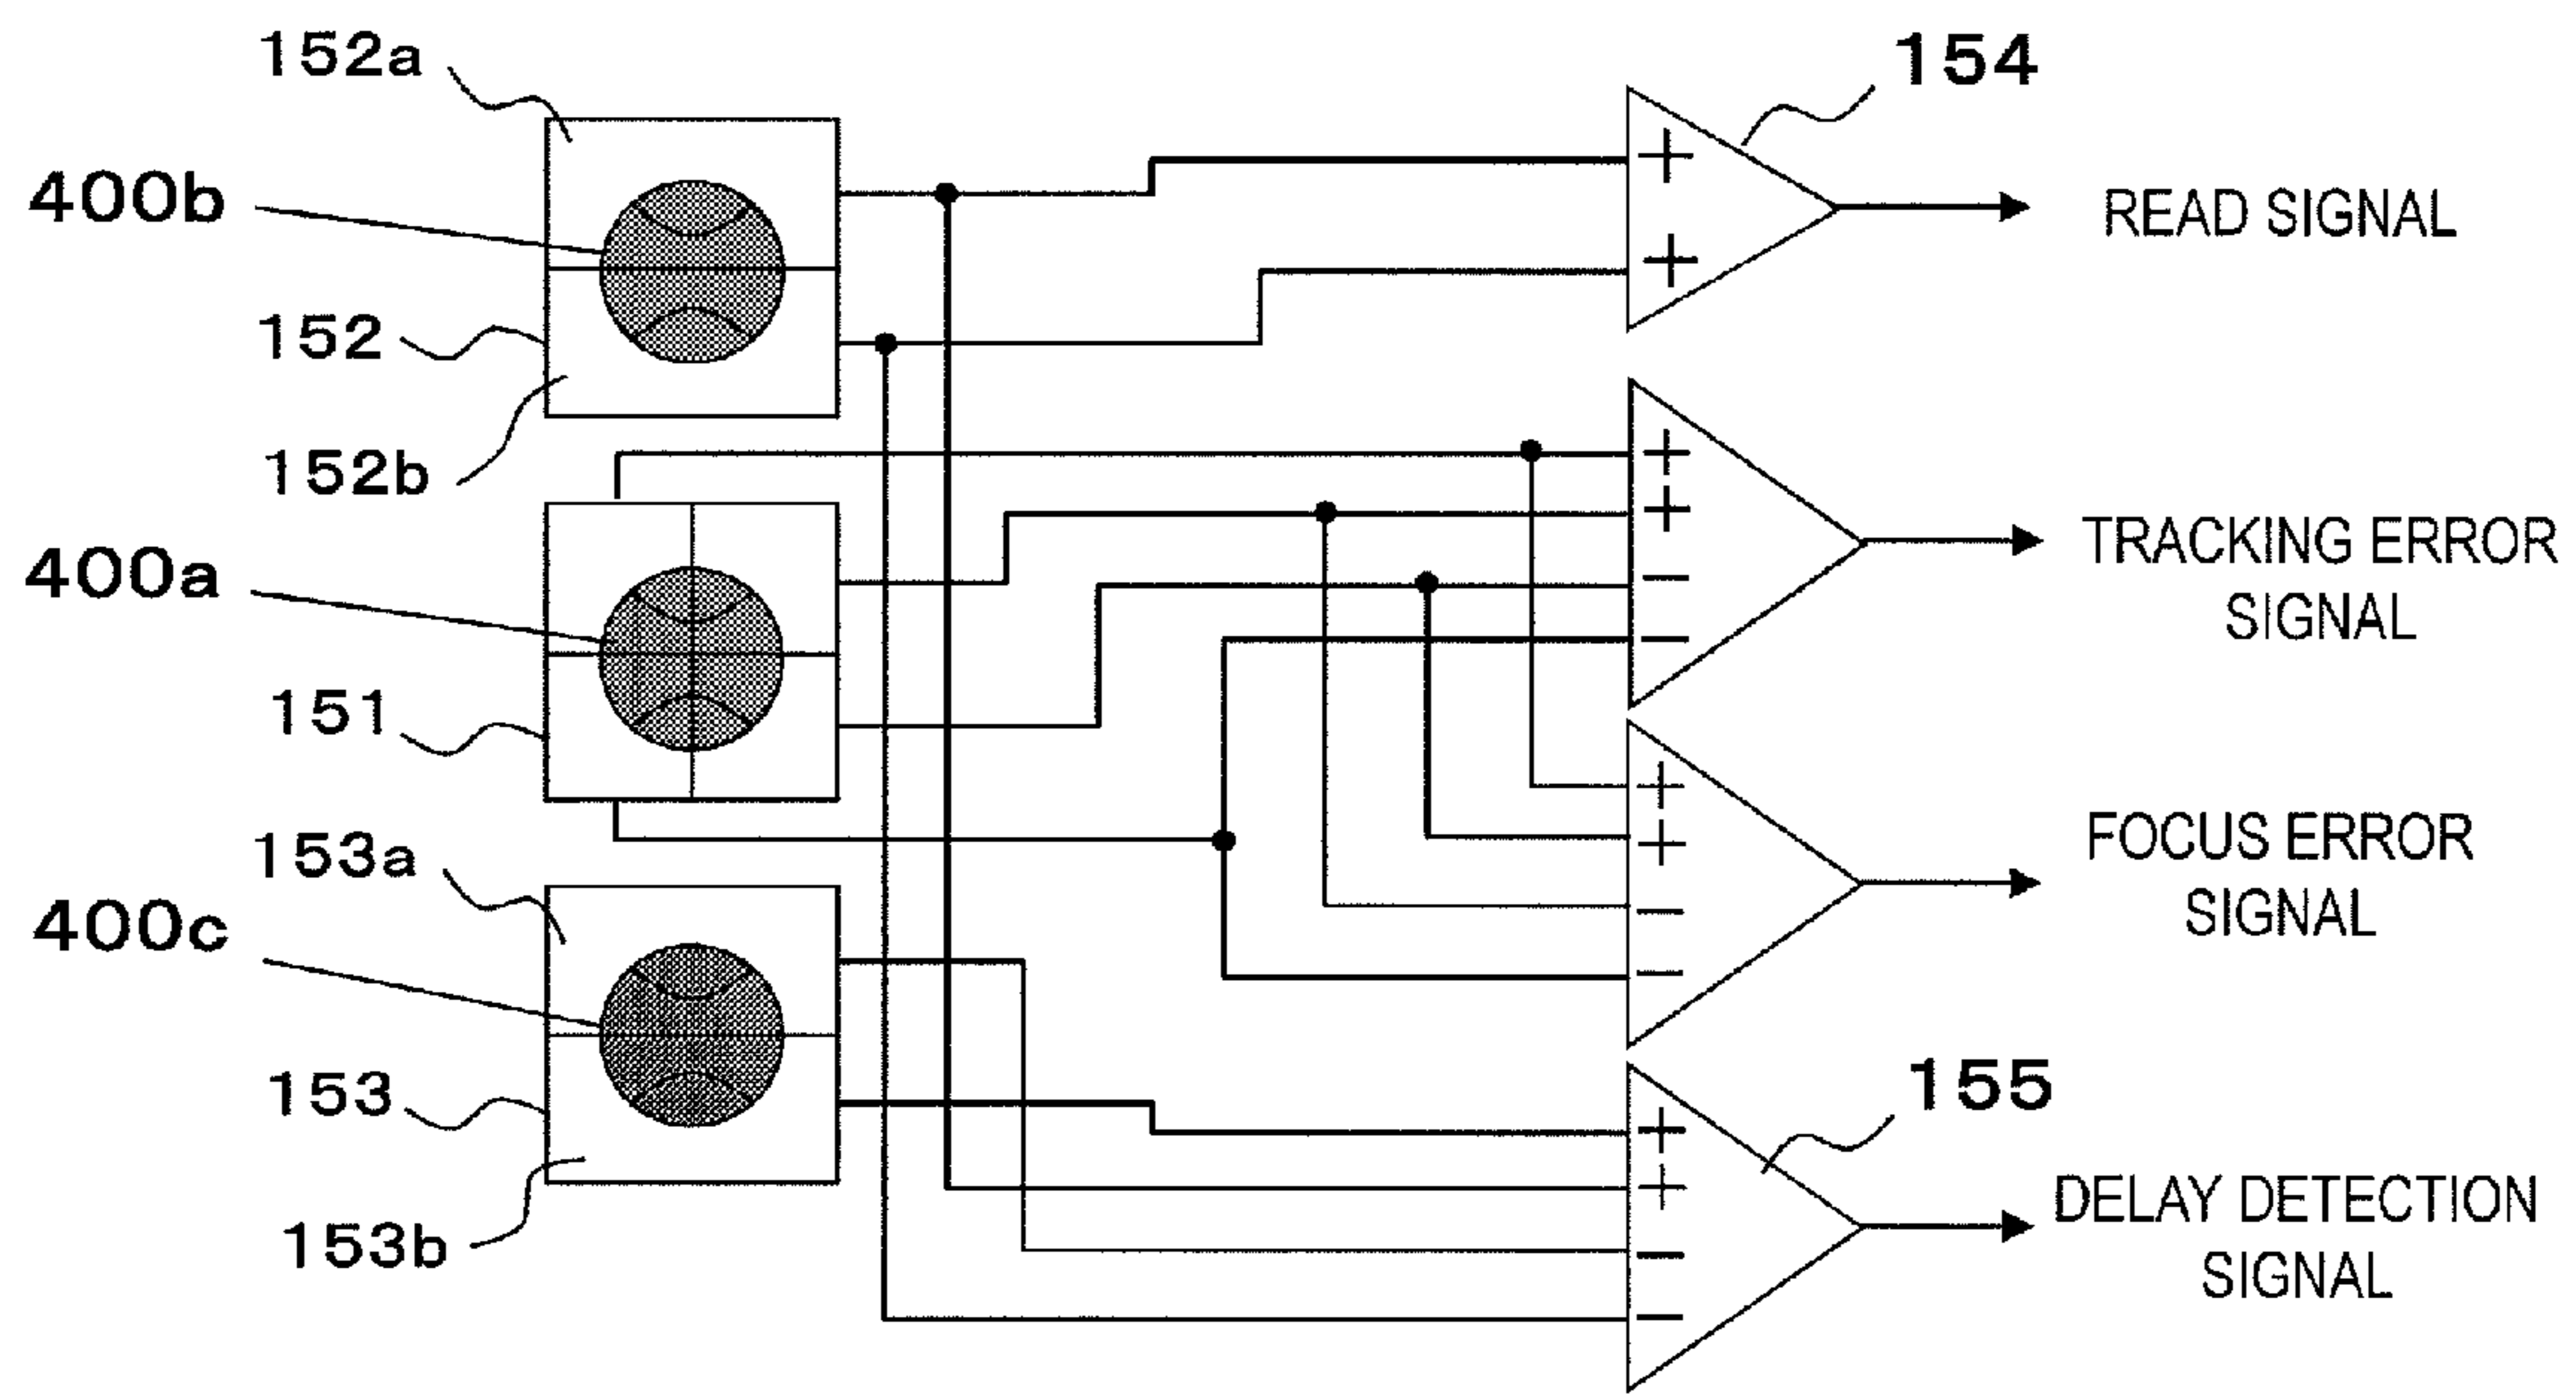 152a
154
400b
+
READ SIGNAL
+
152
152b
+
+
400a
TRACKING ERROR
SIGNAL
−
−
151
+
+
153a
FOCUS ERROR
SIGNAL
400c
−
−
153
155
+
+
153b
DELAY DETECTION
SIGNAL
−
−